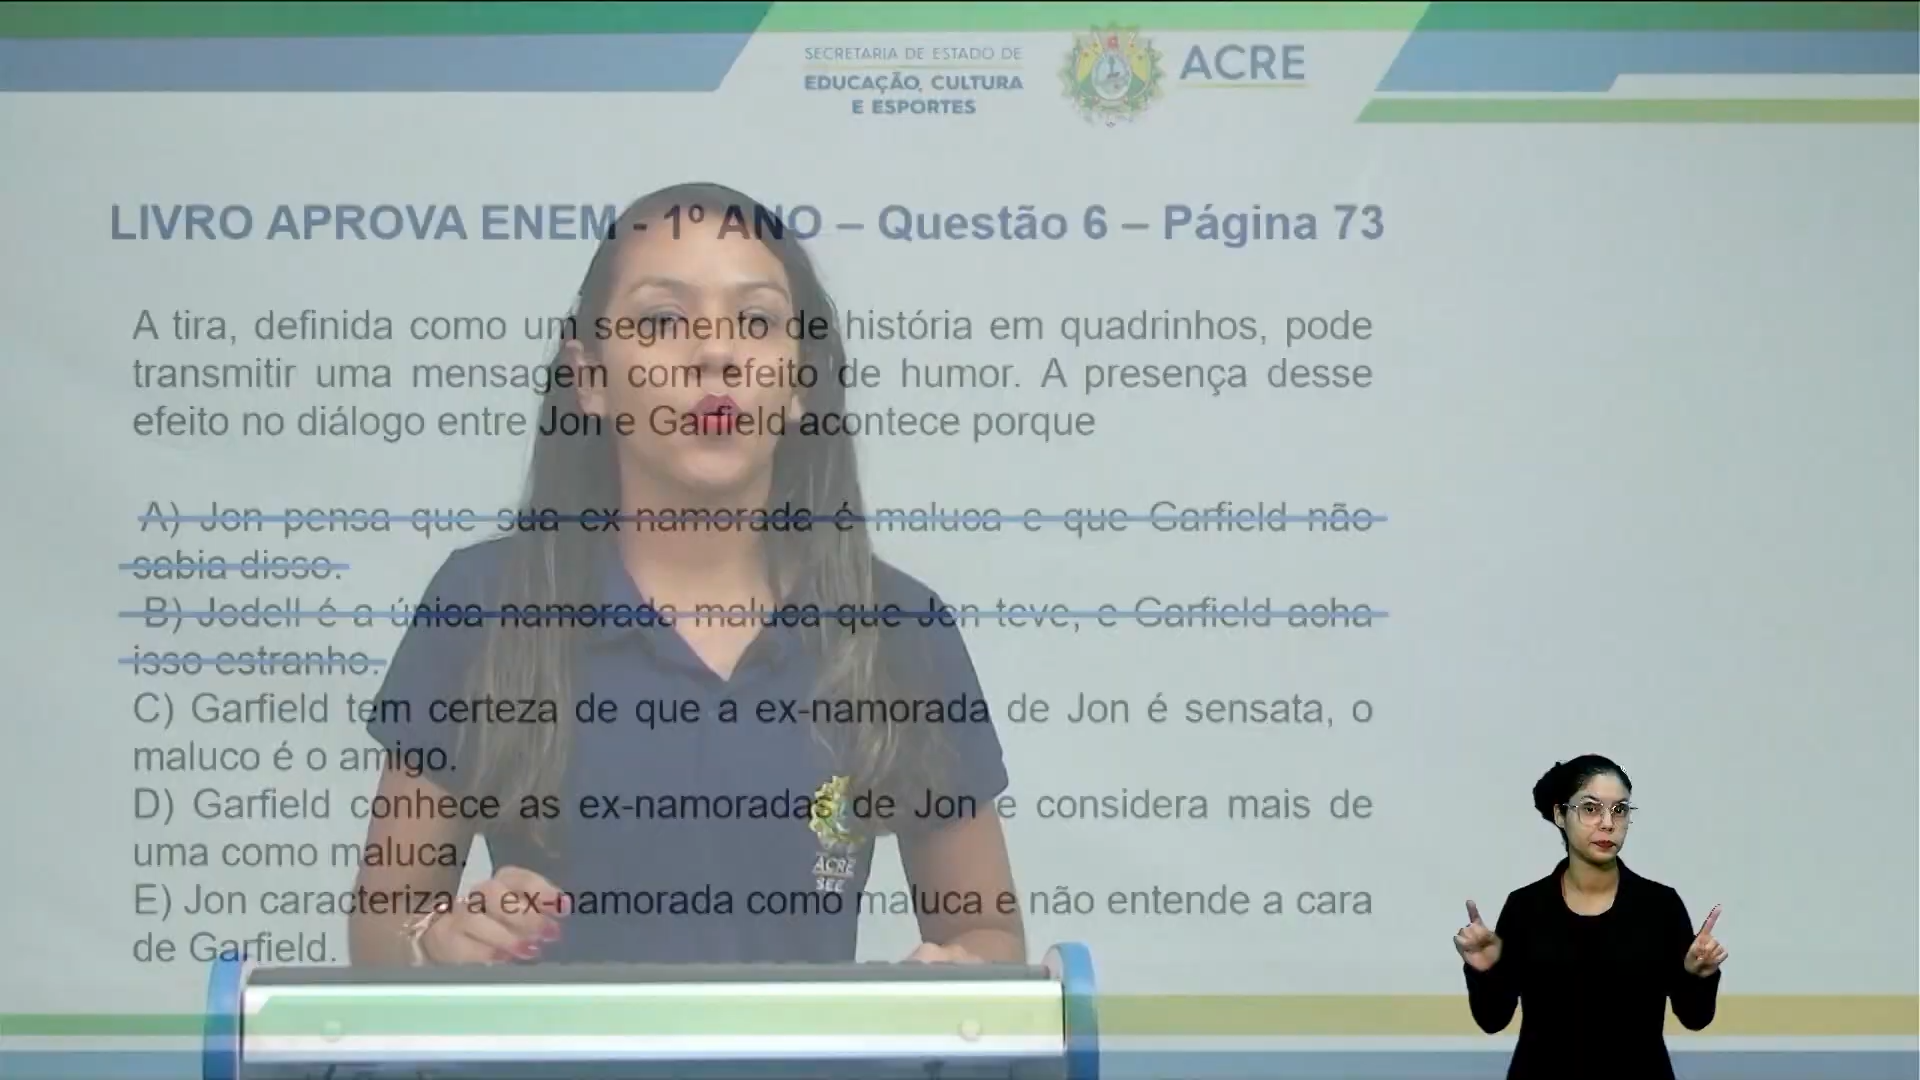 SECRETARIA DE ESTADO DE
EDUCAÇÃO, CULTURA
E ESPORTES
ACRE
LIVRO APROVA ENEM - 1º ANO – Questão 6 – Página 73
A tira, definida como um segmento de história em quadrinhos, pode
transmitir uma mensagem com efeito de humor. A presença desse
efeito no diálogo entre Jon e Garfield acontece porque
A) Jon pensa que sua ex-namorada é maluca e que Garfield não
sabia disso.
B) Jodell é a única namorada maluca que Jon teve, e Garfield acha
isso estranho.
C) Garfield tem certeza de que a ex-namorada de Jon é sensata, o
maluco é o amigo.
D) Garfield conhece as ex-namoradas de Jon e considera mais de
uma como maluca.
E) Jon caracteriza a ex-namorada como maluca e não entende a cara
de Garfield.
ACRE
SEE